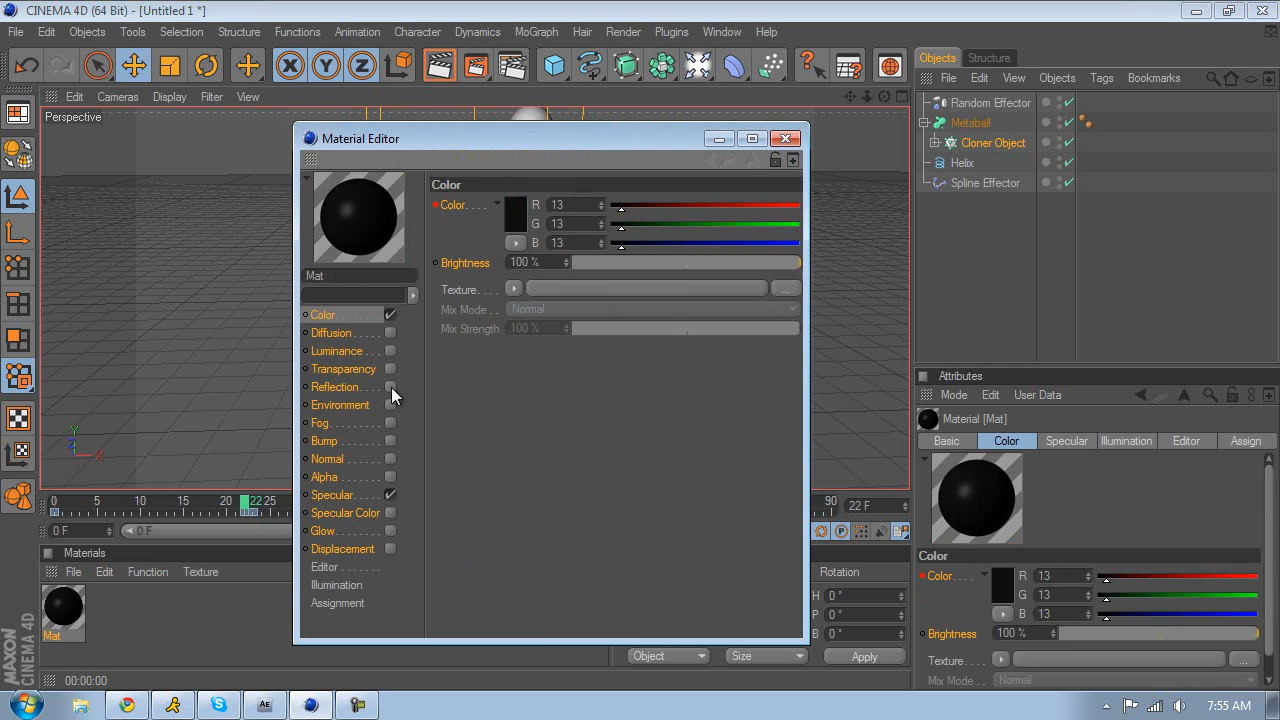 CINEMA 4D (64 Bit) - [Untitled 1 *]
File Edit Objects Tools Selection Structure Functions Animation Character Dynamics MoGraph Hair Render Plugins Window Help
X Y Z
Objects Structure
Edit Cameras Display Filter View
File Edit View Objects Tags Bookmarks
Perspective
Random Effector
Metaball
Cloner Object
Helix
Spline Effector
Material Editor
Color
Color. . . . R 13
G 13
B 13
Brightness 100 %
Mat
Texture. . . . ...
Mix Mode . Normal
Mix Strength 100 %
Color. . . . . . . .
Diffusion . . . .
Luminance . . .
Transparency
Reflection. . . .
Environment
Fog. . . . . . . . .
Bump . . . . . . .
Normal . . . . . .
Alpha . . . . . . .
Specular. . . . .
Specular Color
Glow. . . . . . . .
Displacement
Editor . . . . . . .
Illumination
Assignment
Attributes
Mode Edit User Data
Material [Mat]
Basic Color Specular Illumination Editor Assign
Color
Color. . . . R 13
G 13
B 13
Brightness 100 %
Texture. . . . ...
Mix Mode . Normal
Y
Z
X
0 5 10 15 20 22 25 90
22 F
0 F 0 F
P
Materials
File Edit Function Texture
Mat
Rotation
H 0 °
P 0 °
B 0 °
Object Size Apply
MAXON
CINEMA 4D
00:00:00
AE
7:55 AM